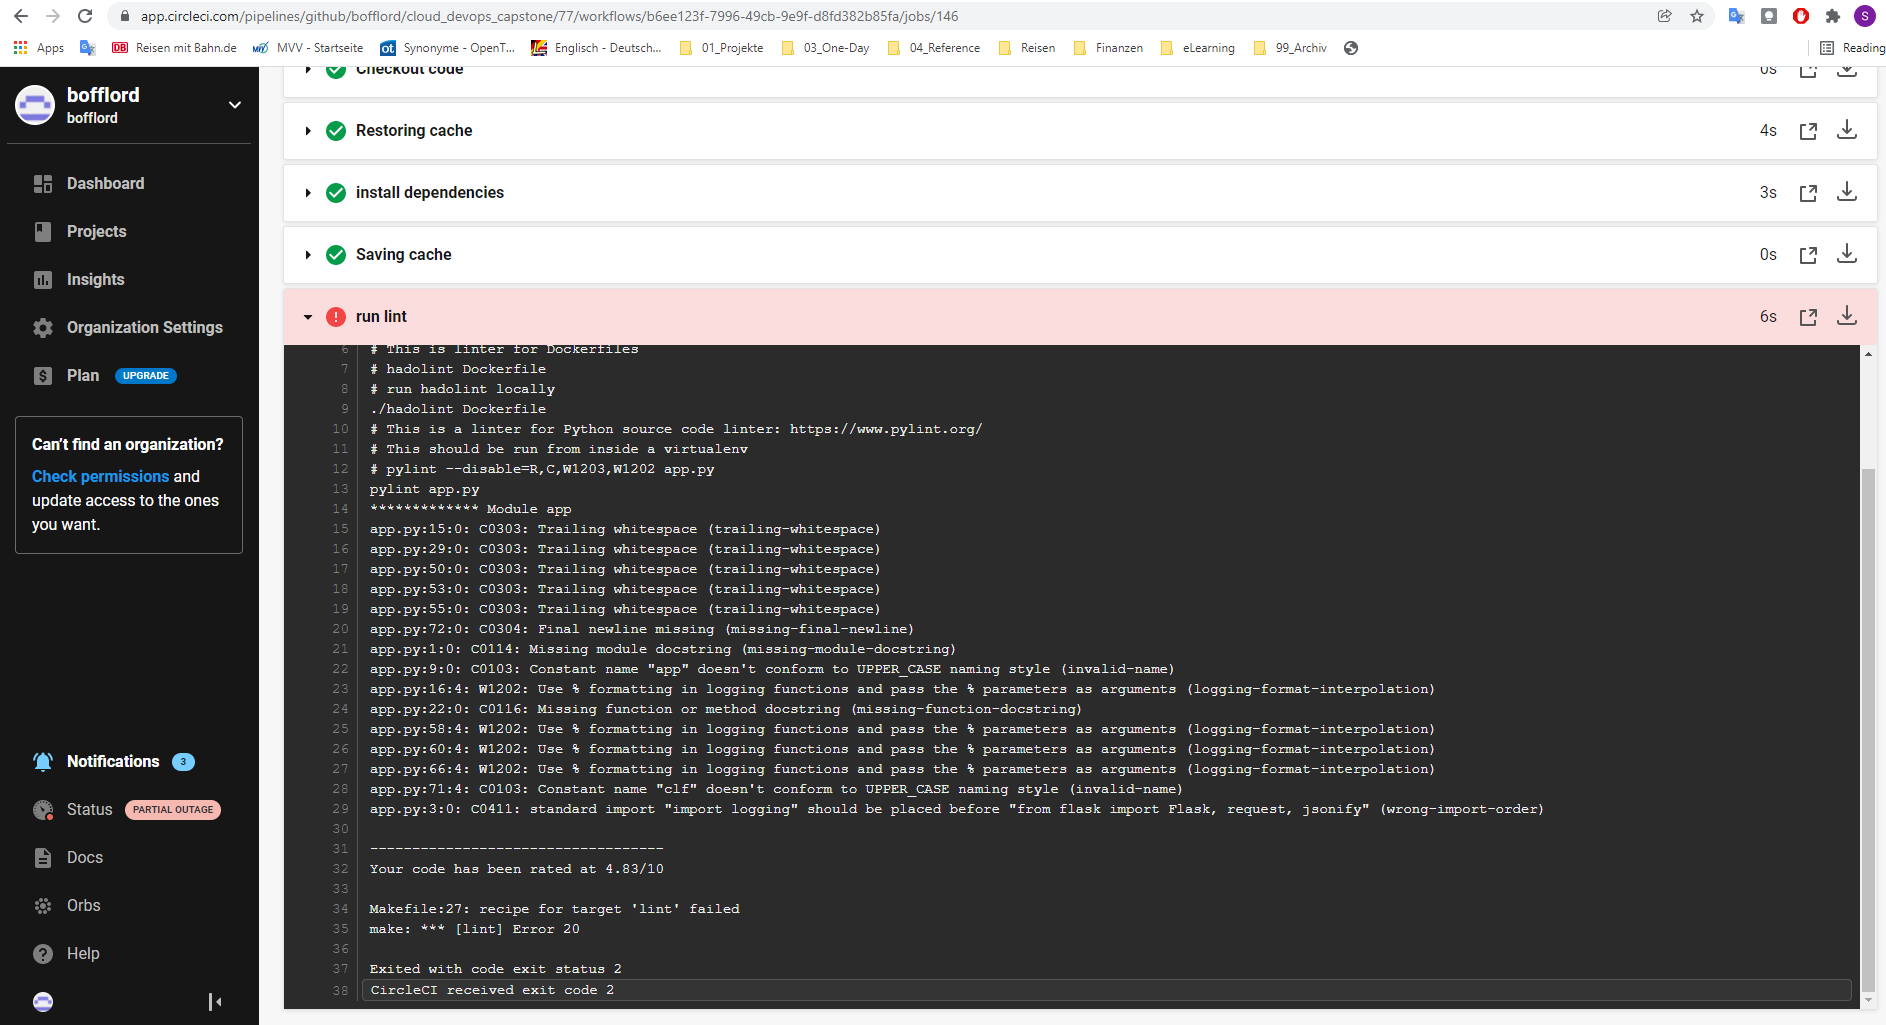 app.circleci.com/pipelines/github/bofflord/cloud_devops_capstone/77/workflows/b6ee123f-7996-49cb-9e9f-d8fd382b85fa/jobs/146
S
Apps
DB Reisen mit Bahn.de
MVV - Startseite
ot Synonyme - OpenT...
Englisch - Deutsch...
01_Projekte
03_One-Day
04_Reference
Reisen
Finanzen
eLearning
99_Archiv
Reading
bofflord
bofflord
Dashboard
Projects
Insights
Organization Settings
Plan UPGRADE
Can't find an organization?
Check permissions and
update access to the ones
you want.
Notifications 3
Status PARTIAL OUTAGE
Docs
Orbs
Help
Checkout code 0s
Restoring cache 4s
install dependencies 3s
Saving cache 0s
run lint 6s
6 # This is linter for Dockerfiles
7 # hadolint Dockerfile
8 # run hadolint locally
9 ./hadolint Dockerfile
10 # This is a linter for Python source code linter: https://www.pylint.org/
11 # This should be run from inside a virtualenv
12 # pylint --disable=R,C,W1203,W1202 app.py
13 pylint app.py
14 ************* Module app
15 app.py:15:0: C0303: Trailing whitespace (trailing-whitespace)
16 app.py:29:0: C0303: Trailing whitespace (trailing-whitespace)
17 app.py:50:0: C0303: Trailing whitespace (trailing-whitespace)
18 app.py:53:0: C0303: Trailing whitespace (trailing-whitespace)
19 app.py:55:0: C0303: Trailing whitespace (trailing-whitespace)
20 app.py:72:0: C0304: Final newline missing (missing-final-newline)
21 app.py:1:0: C0114: Missing module docstring (missing-module-docstring)
22 app.py:9:0: C0103: Constant name "app" doesn't conform to UPPER_CASE naming style (invalid-name)
23 app.py:16:4: W1202: Use % formatting in logging functions and pass the % parameters as arguments (logging-format-interpolation)
24 app.py:22:0: C0116: Missing function or method docstring (missing-function-docstring)
25 app.py:58:4: W1202: Use % formatting in logging functions and pass the % parameters as arguments (logging-format-interpolation)
26 app.py:60:4: W1202: Use % formatting in logging functions and pass the % parameters as arguments (logging-format-interpolation)
27 app.py:66:4: W1202: Use % formatting in logging functions and pass the % parameters as arguments (logging-format-interpolation)
28 app.py:71:4: C0103: Constant name "clf" doesn't conform to UPPER_CASE naming style (invalid-name)
29 app.py:3:0: C0411: standard import "import logging" should be placed before "from flask import Flask, request, jsonify" (wrong-import-order)
30
31 -----------------------------------
32 Your code has been rated at 4.83/10
33
34 Makefile:27: recipe for target 'lint' failed
35 make: *** [lint] Error 20
36
37 Exited with code exit status 2
38 CircleCI received exit code 2